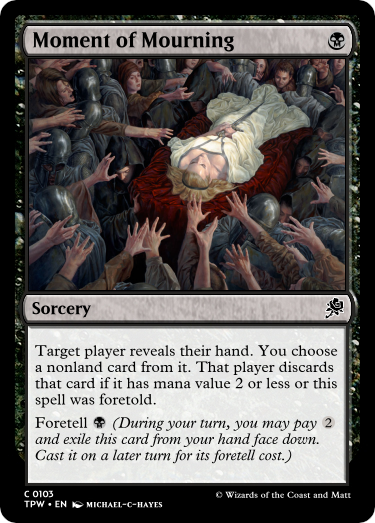 Moment of Mourning
Sorcery
Target player reveals their hand. You choose
a nonland card from it. That player discards
that card if it has mana value 2 or less or this
spell was foretold.
Foretell (During your turn, you may pay 2
and exile this card from your hand face down.
Cast it on a later turn for its foretell cost.)
C 0103
TPW • EN MICHAEL-C-HAYES
© Wizards of the Coast and Matt